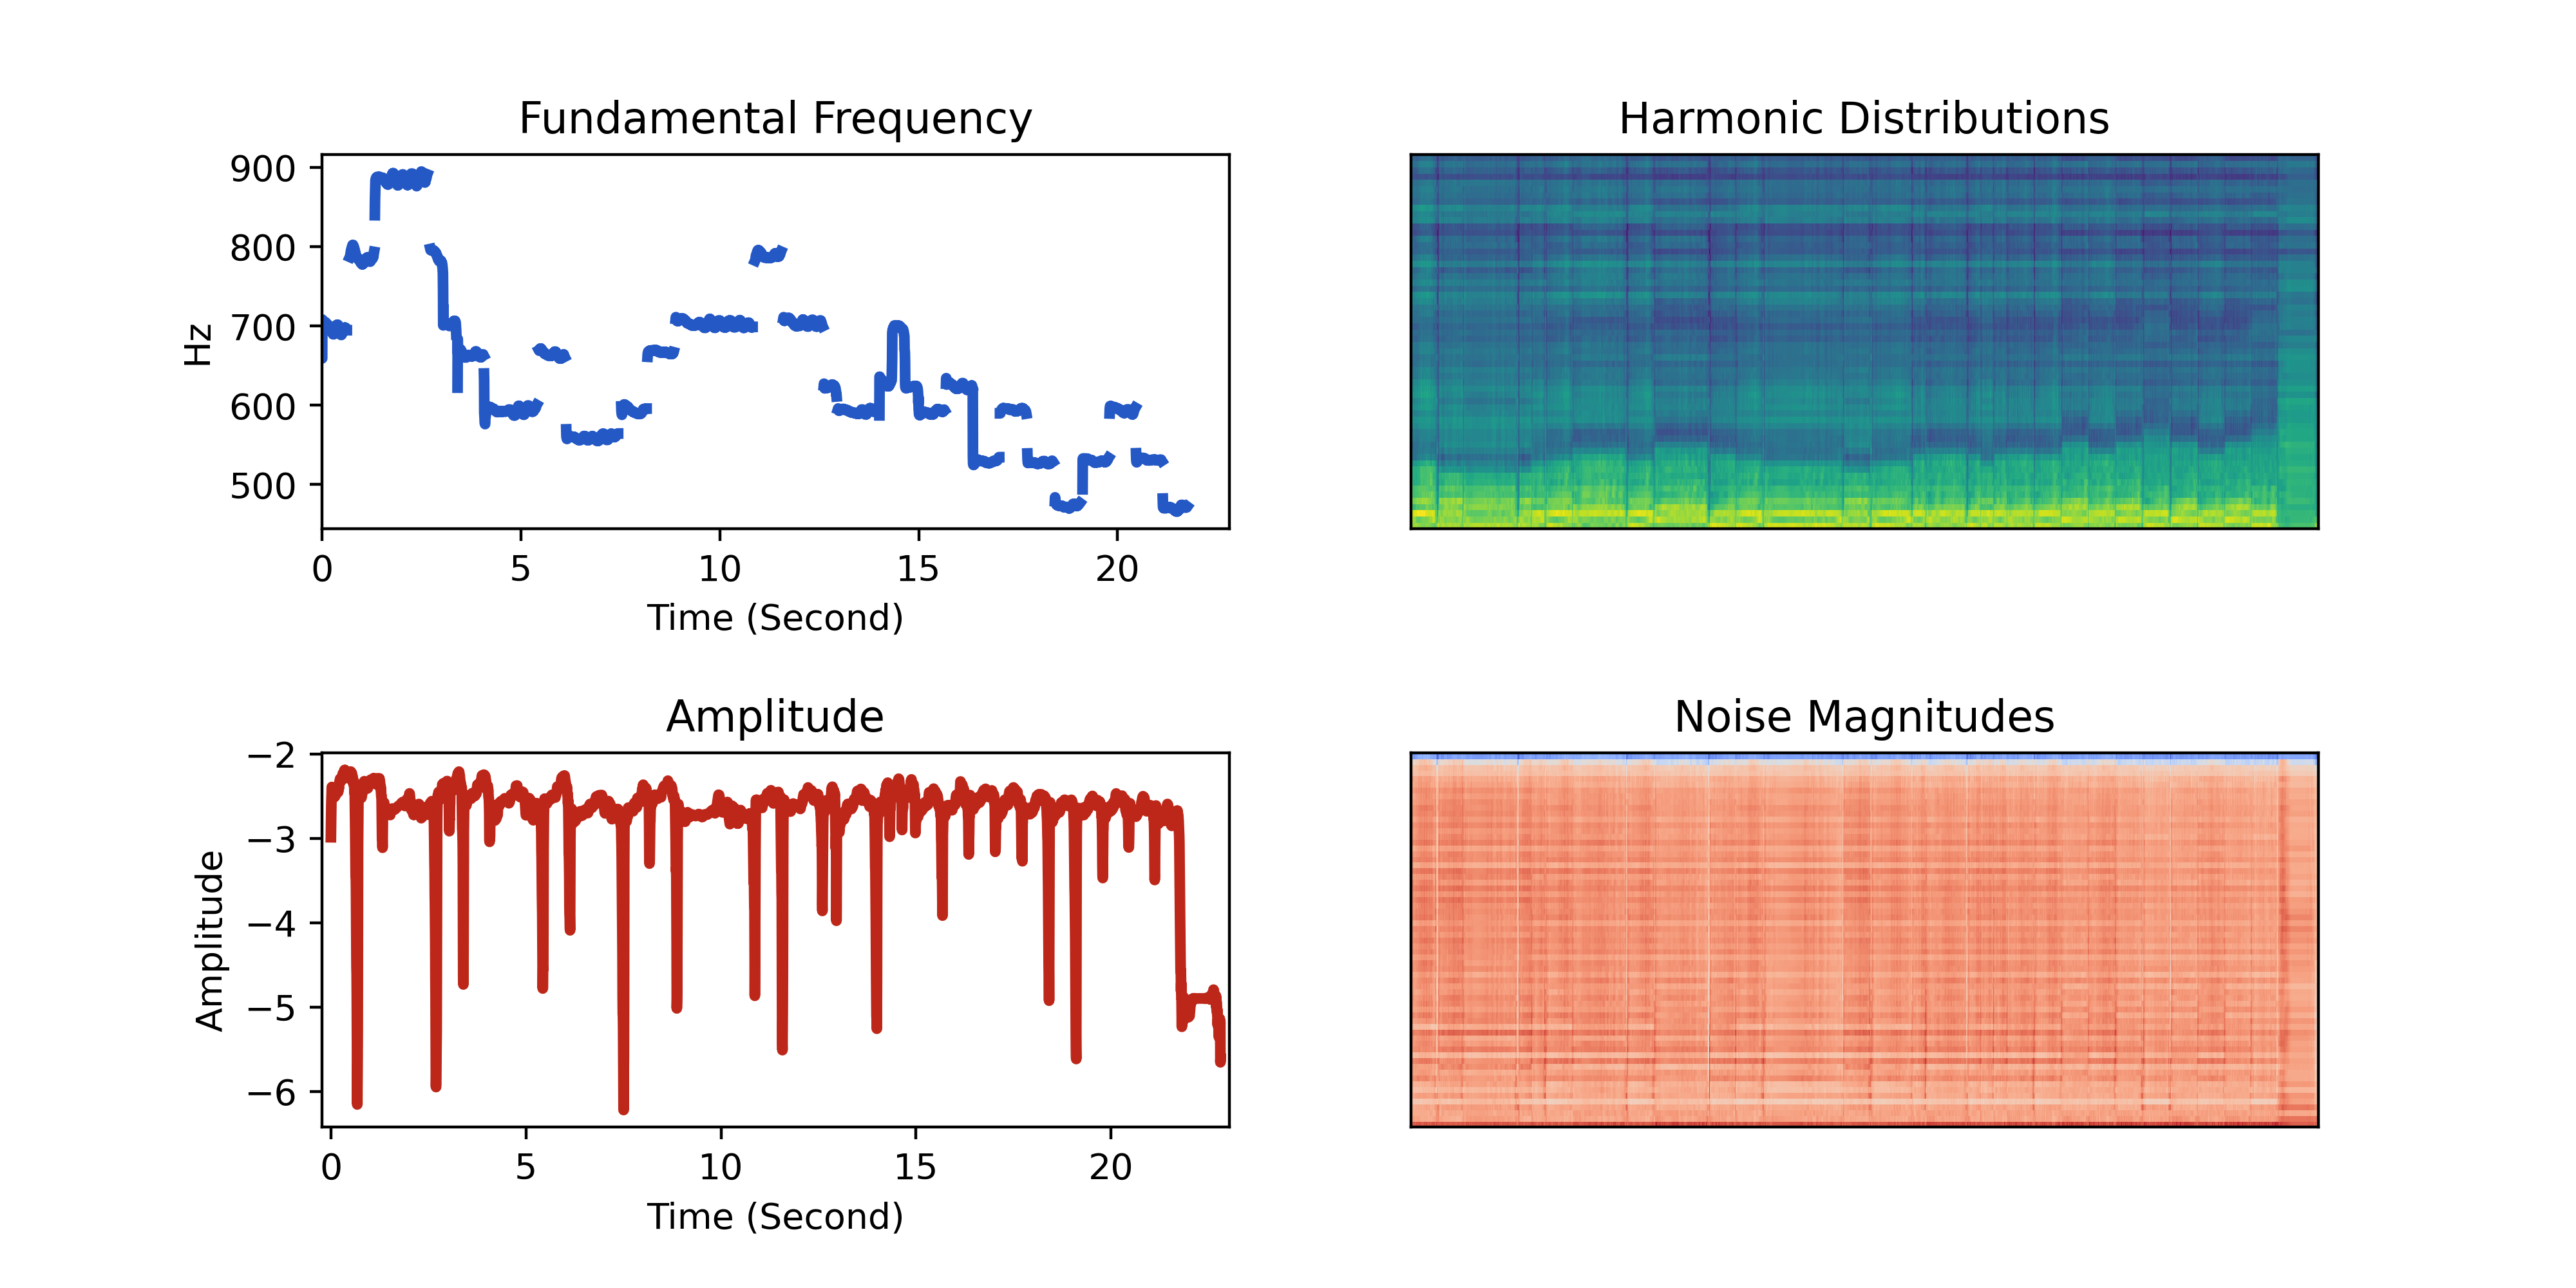 Fundamental Frequency
900
800
700
600
500
Hz
0 5 10 15 20
Time (Second)
Harmonic Distributions
Amplitude
−2
−3
−4
−5
−6
Amplitude
0 5 10 15 20
Time (Second)
Noise Magnitudes